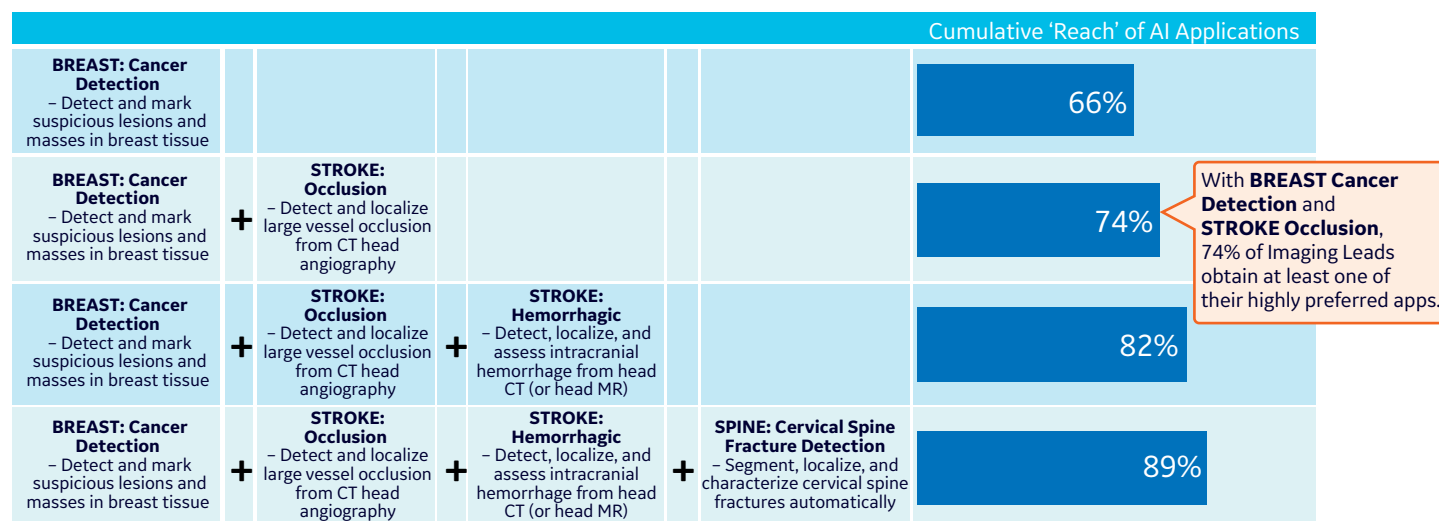 Cumulative ‘Reach’ of AI Applications
BREAST: Cancer
Detection
– Detect and mark
suspicious lesions and
masses in breast tissue
66%
BREAST: Cancer
Detection
– Detect and mark
suspicious lesions and
masses in breast tissue
+
STROKE:
Occlusion
– Detect and localize
large vessel occlusion
from CT head
angiography
74%
With BREAST Cancer
Detection and
STROKE Occlusion,
74% of Imaging Leads
obtain at least one of
their highly preferred apps.
BREAST: Cancer
Detection
– Detect and mark
suspicious lesions and
masses in breast tissue
+
STROKE:
Occlusion
– Detect and localize
large vessel occlusion
from CT head
angiography
+
STROKE:
Hemorrhagic
– Detect, localize, and
assess intracranial
hemorrhage from head
CT (or head MR)
82%
BREAST: Cancer
Detection
– Detect and mark
suspicious lesions and
masses in breast tissue
+
STROKE:
Occlusion
– Detect and localize
large vessel occlusion
from CT head
angiography
+
STROKE:
Hemorrhagic
– Detect, localize, and
assess intracranial
hemorrhage from head
CT (or head MR)
+
SPINE: Cervical Spine
Fracture Detection
– Segment, localize, and
characterize cervical spine
fractures automatically
89%